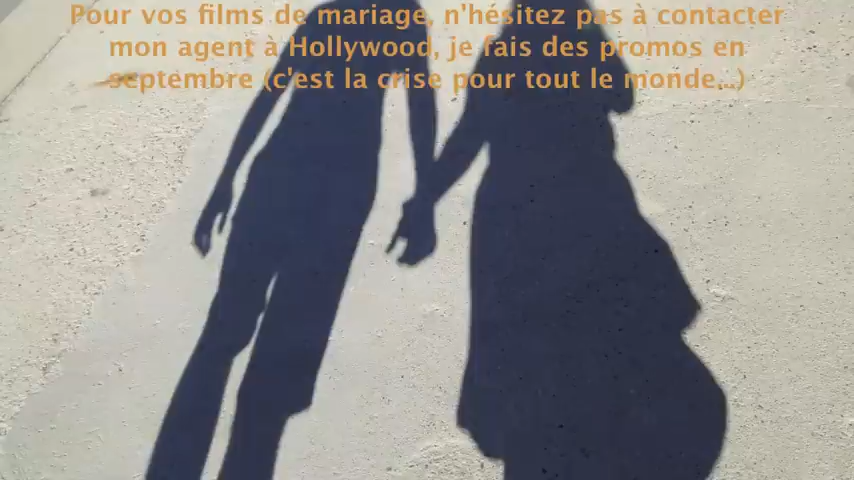 Pour vos films de mariage, n'hésitez pas à contacter
mon agent à Hollywood, je fais des promos en
septembre (c'est la crise pour tout le monde...)